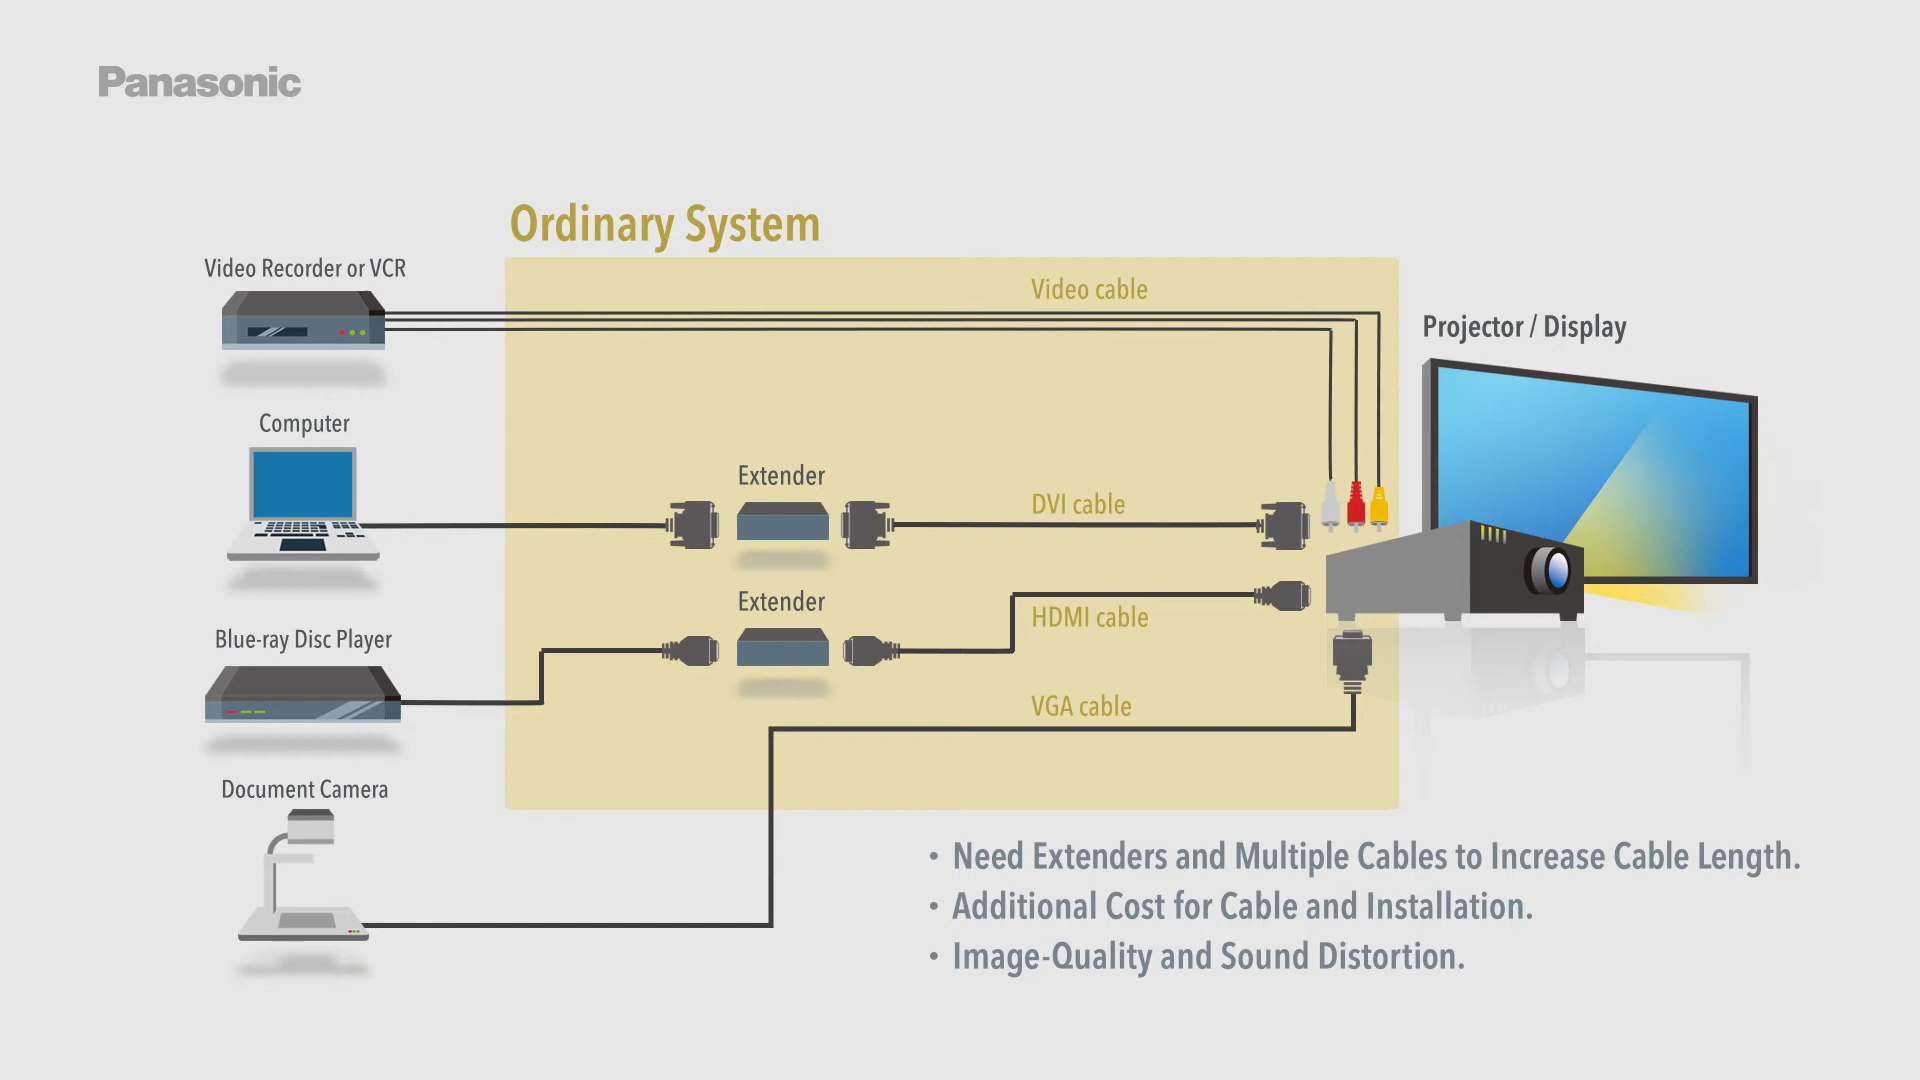 Panasonic
Ordinary System
Video Recorder or VCR
Video cable
Projector / Display
Computer
Extender
DVI cable
Extender
HDMI cable
Blue-ray Disc Player
VGA cable
Document Camera
・Need Extenders and Multiple Cables to Increase Cable Length.
・Additional Cost for Cable and Installation.
・Image-Quality and Sound Distortion.